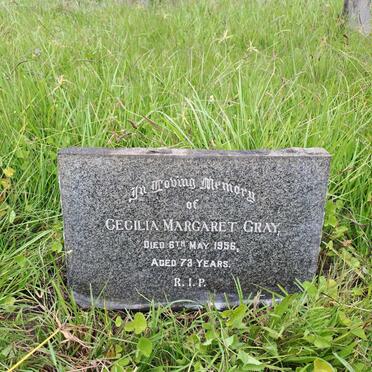 In Loving Memory
of
CECILIA MARGARET GRAY,
DIED 6TH MAY 1956,
AGED 73 YEARS.
R.I.P.